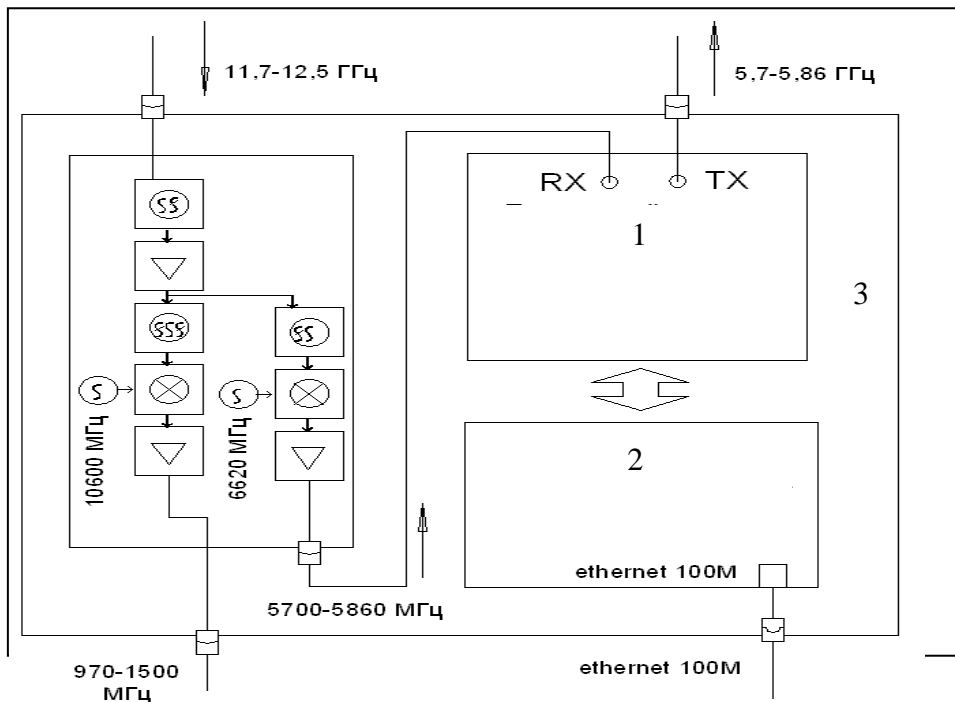 11,7-12,5 ГГц
5,7-5,86 ГГц
RX
TX
1
3
10600 МГц
6620 МГц
2
ethernet 100M
5700-5860 МГц
970-1500
МГц
ethernet 100M